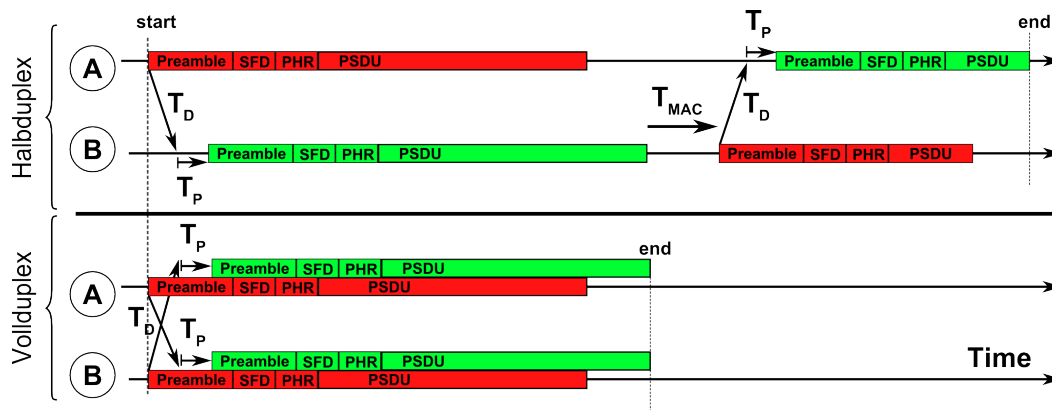 start
end
Halbduplex
A
Preamble SFD PHR PSDU
T_P
Preamble SFD PHR PSDU
T_D
T_MAC
T_D
B
Preamble SFD PHR PSDU
T_P
Preamble SFD PHR PSDU
Vollduplex
T_P
end
Preamble SFD PHR PSDU
A
Preamble SFD PHR PSDU
T_D
T_P
Preamble SFD PHR PSDU
Time
B
Preamble SFD PHR PSDU